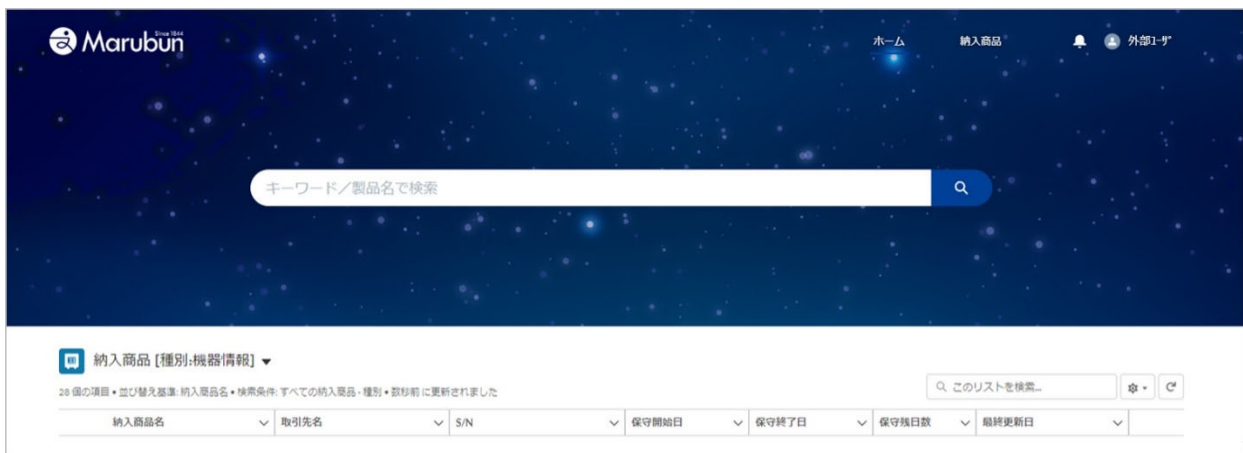 Since 1844
Marubun
ホーム
納入商品
外部ﾕｰｻﾞ
キーワード／製品名で検索
納入商品 [種別:機器情報]
28 個の項目 • 並び替え基準: 納入商品名 • 検索条件: すべての納入商品 - 種別 • 数秒前 に更新されました
このリストを検索...
納入商品名 取引先名 S/N 保守開始日 保守終了日 保守残日数 最終更新日